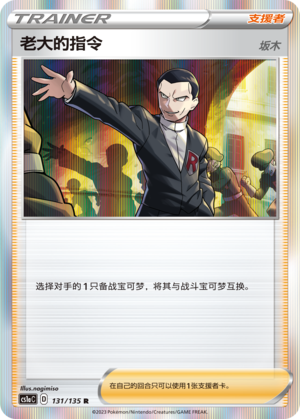 TRAINER 支援者
老大的指令 坂木
R
选择对手的1只备战宝可梦，将其与战斗宝可梦互换。
Illus.nagimiso
CS1aC D 131/135 R
在自己的回合只可以使用1张支援者卡。
©2023 Pokémon/Nintendo/Creatures/GAME FREAK.